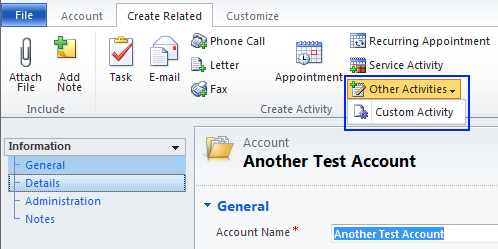 File Account Create Related Customize
Attach File
Add Note
Task
E-mail
Phone Call
Letter
Fax
Appointment
Recurring Appointment
Service Activity
Other Activities
Custom Activity
Include
Create Activity
Information
General
Details
Administration
Notes
Account
Another Test Account
General
Account Name * Another Test Account